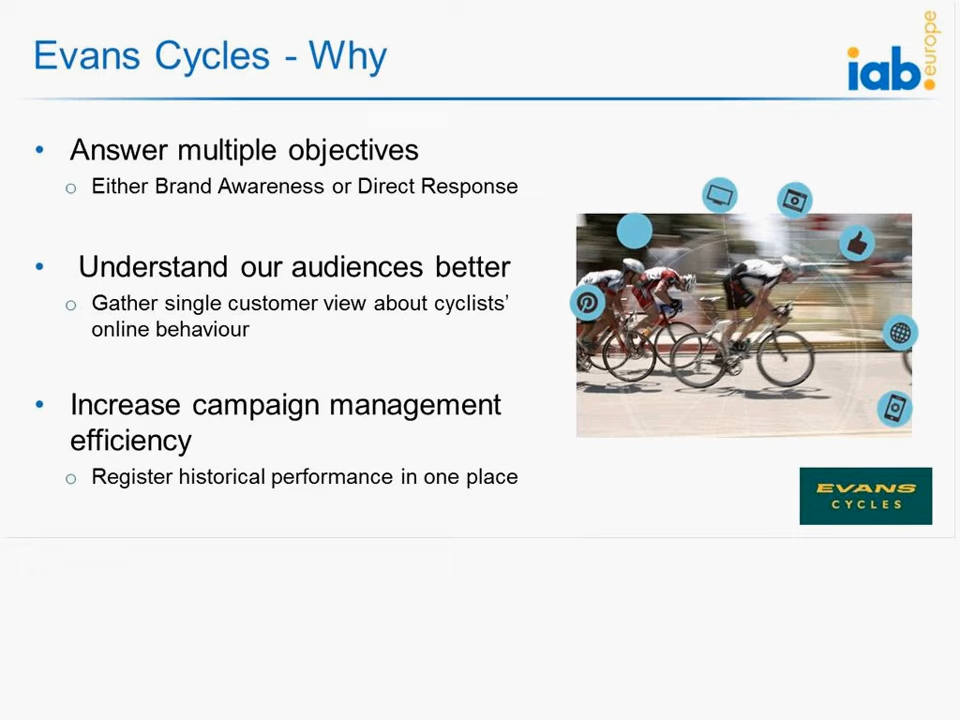 Evans Cycles - Why
iab.
europe
• Answer multiple objectives
o Either Brand Awareness or Direct Response
• Understand our audiences better
o Gather single customer view about cyclists’
online behaviour
• Increase campaign management
efficiency
o Register historical performance in one place
EVANS
CYCLES